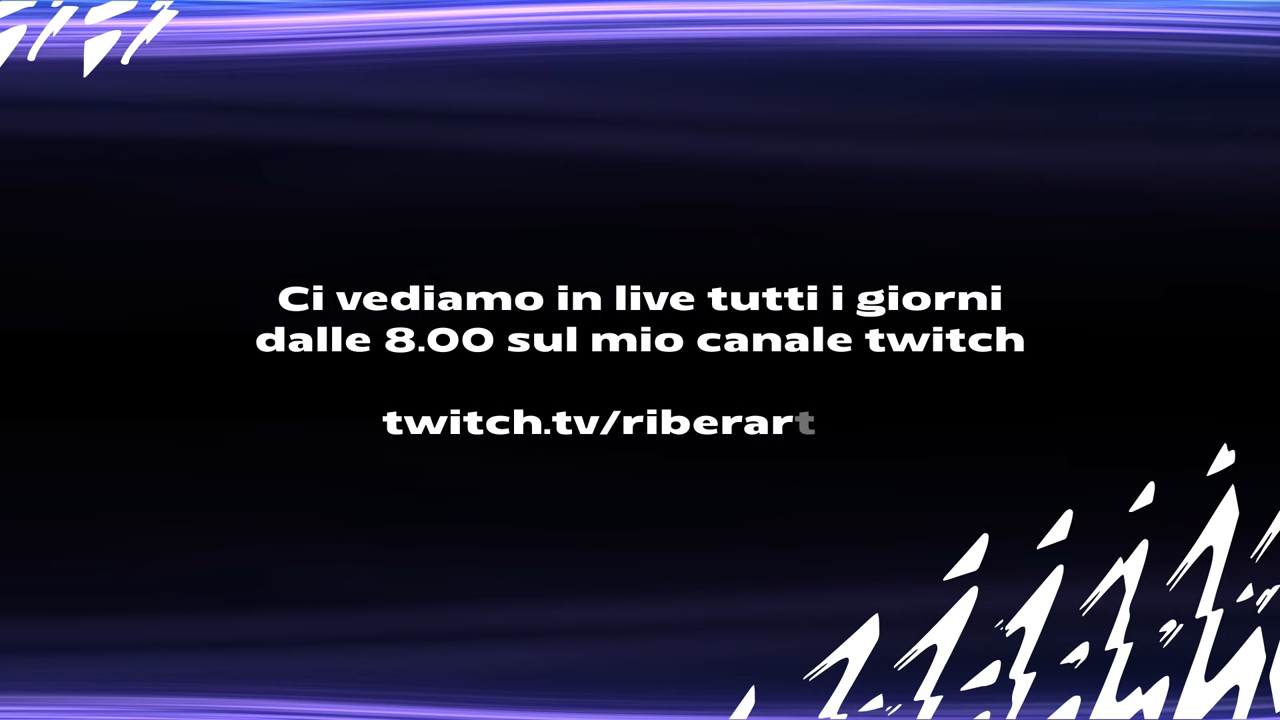 Ci vediamo in live tutti i giorni
dalle 8.00 sul mio canale twitch
twitch.tv/riberart